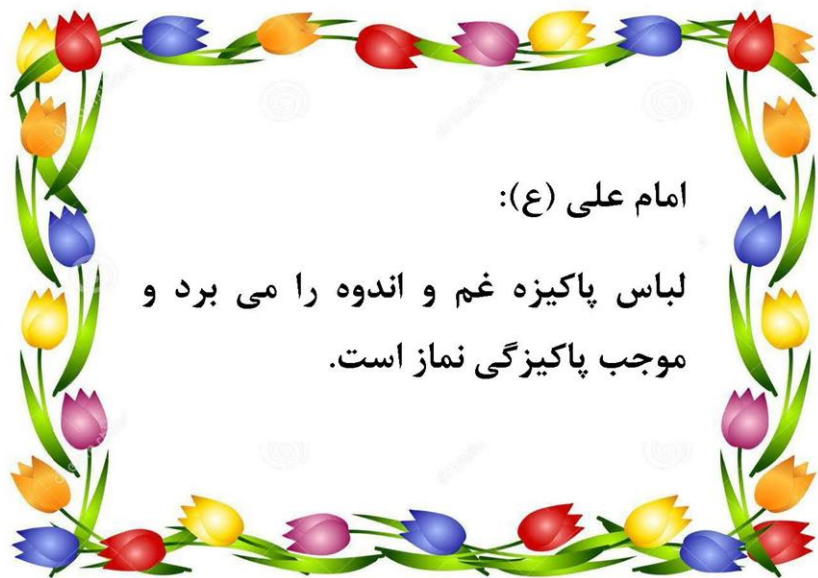 امام علی (ع):
لباس پاکیزه غم و اندوه را می برد و
موجب پاکیزگی نماز است.